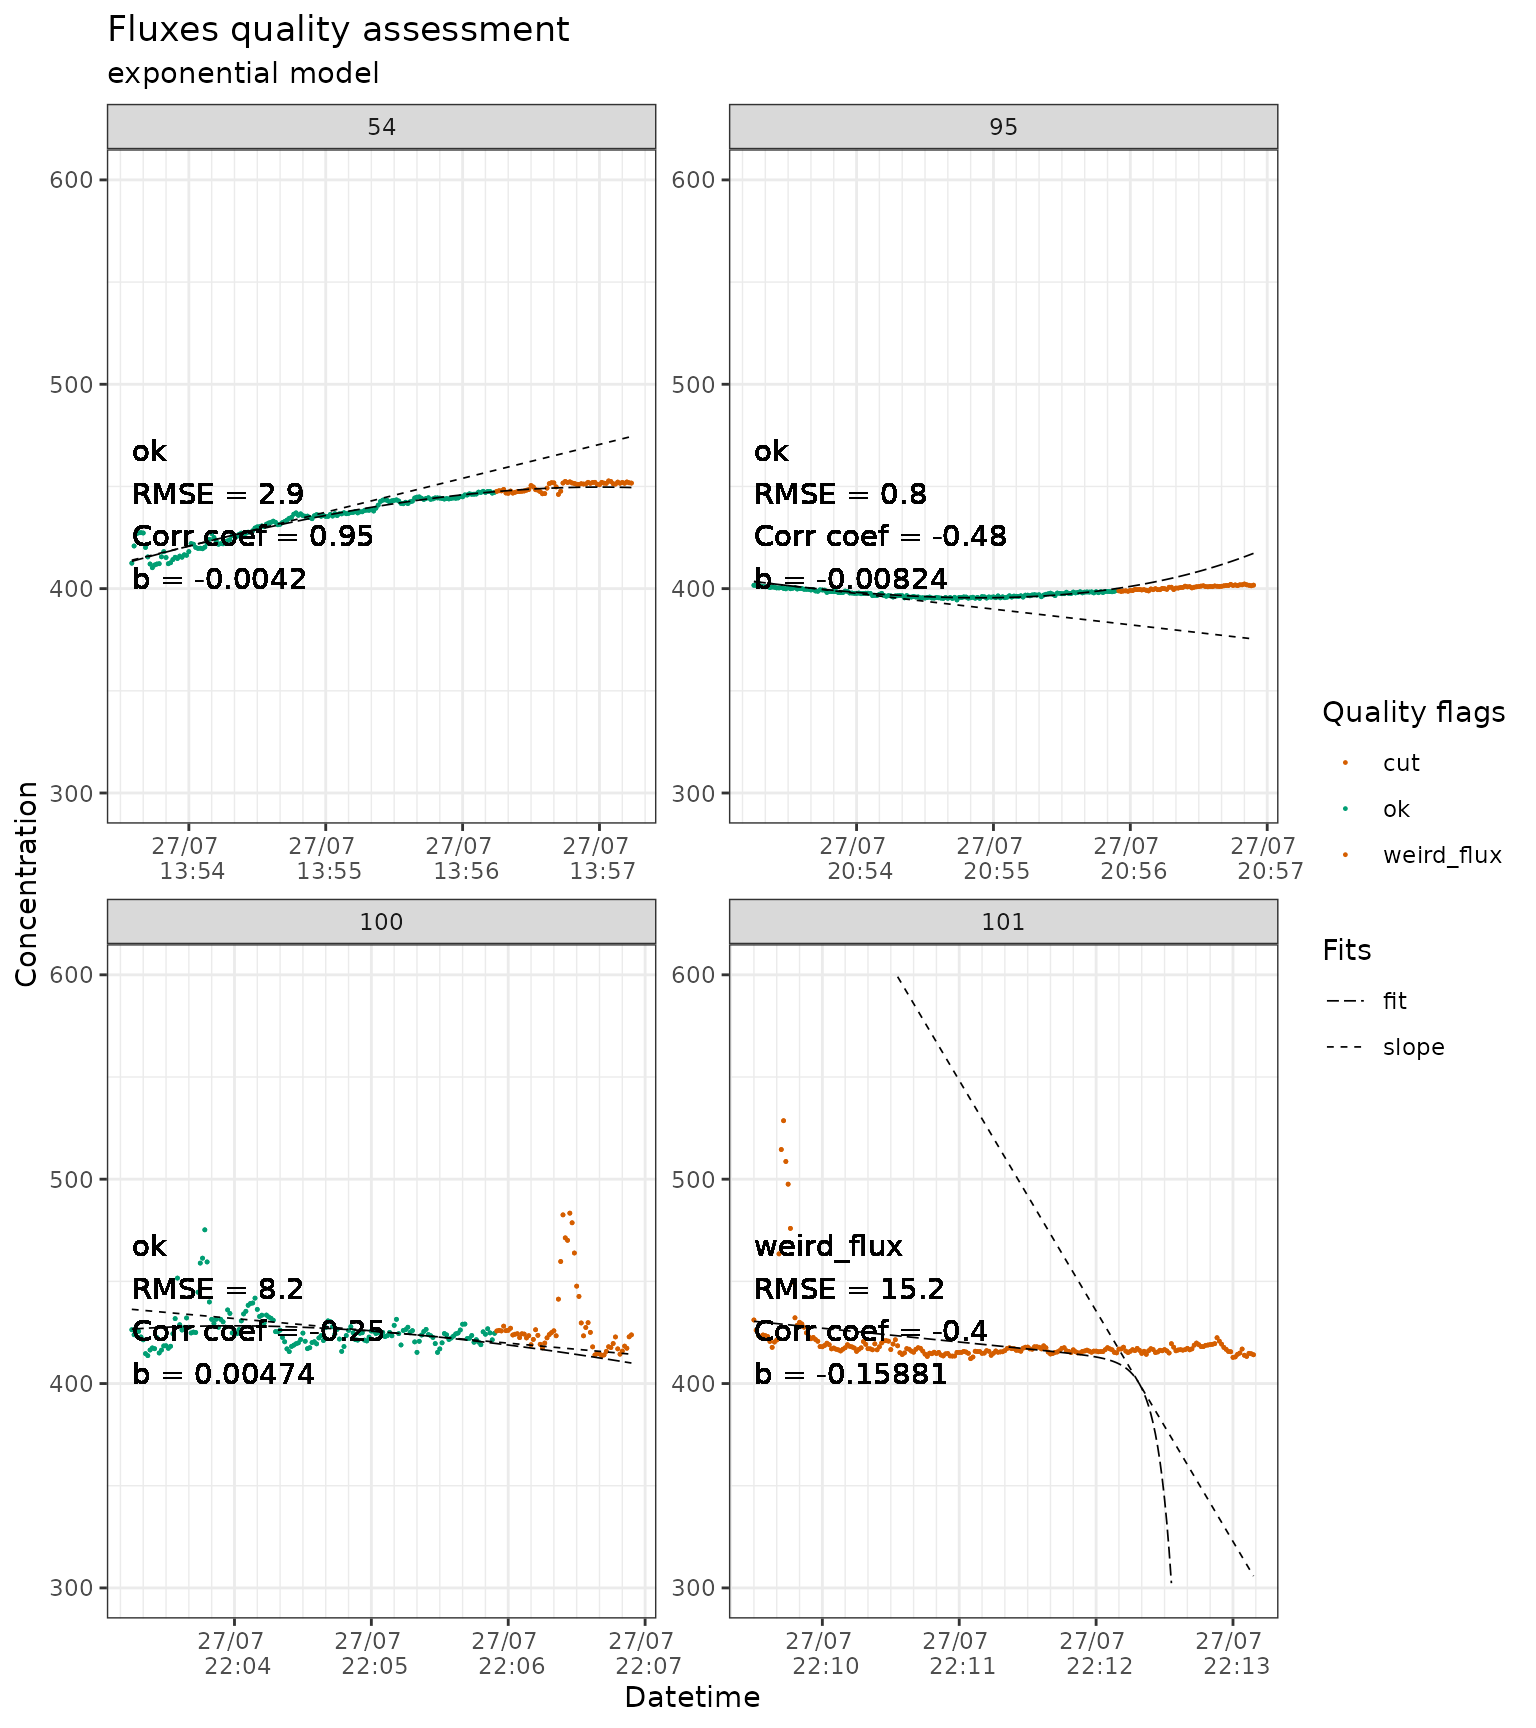 Fluxes quality assessment
exponential model
54
95
600
500
400
300
ok
RMSE = 2.9
Corr coef = 0.95
b = -0.0042
27/07 27/07 27/07 27/07
13:54 13:55 13:56 13:57
600
500
400
300
ok
RMSE = 0.8
Corr coef = -0.48
b = -0.00824
27/07 27/07 27/07 27/07
20:54 20:55 20:56 20:57
100
101
600
500
400
300
ok
RMSE = 8.2
Corr coef = -0.25
b = 0.00474
27/07 27/07 27/07 27/07
22:04 22:05 22:06 22:07
600
500
400
300
weird_flux
RMSE = 15.2
Corr coef = -0.4
b = -0.15881
27/07 27/07 27/07 27/07
22:10 22:11 22:12 22:13
Concentration
Datetime
Quality flags
cut
ok
weird_flux
Fits
fit
slope